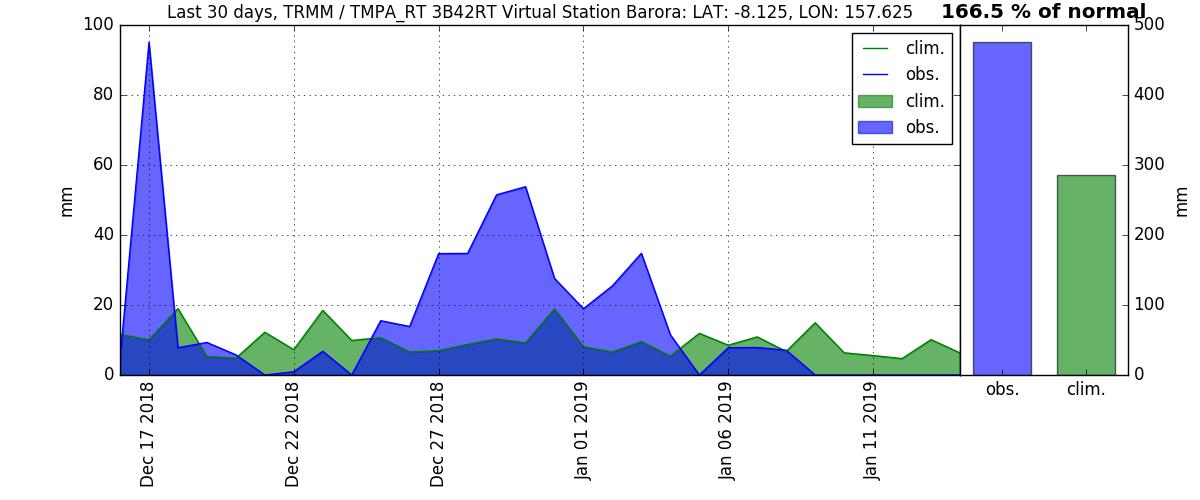 Last 30 days, TRMM / TMPA_RT 3B42RT Virtual Station Barora: LAT: -8.125, LON: 157.625
166.5 % of normal
mm
100
80
60
40
20
0
clim.
obs.
clim.
obs.
Dec 17 2018
Dec 22 2018
Dec 27 2018
Jan 01 2019
Jan 06 2019
Jan 11 2019
500
400
300
200
100
0
mm
obs.
clim.